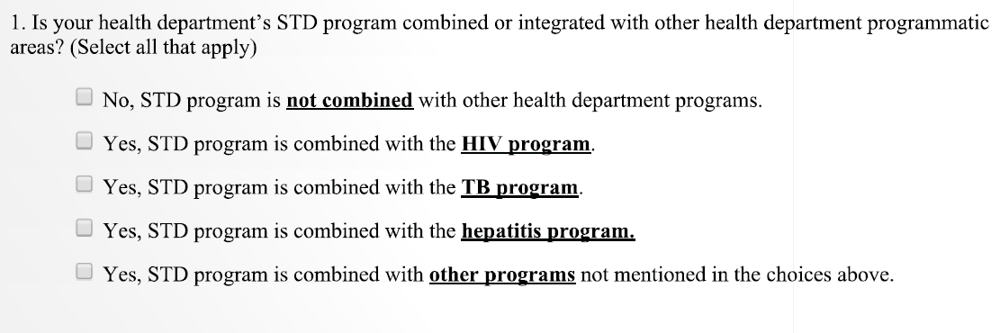 1. Is your health department’s STD program combined or integrated with other health department programmatic
areas? (Select all that apply)
No, STD program is not combined with other health department programs.
Yes, STD program is combined with the HIV program.
Yes, STD program is combined with the TB program.
Yes, STD program is combined with the hepatitis program.
Yes, STD program is combined with other programs not mentioned in the choices above.